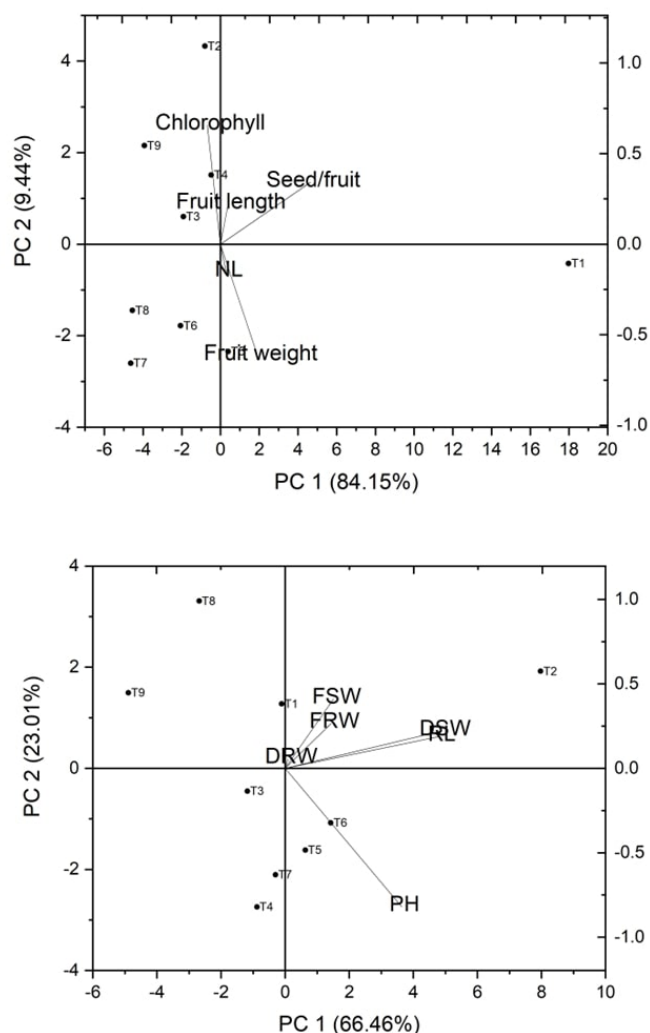 4
2
0
-2
-4
PC 2 (9.44%)
1.0
0.5
0.0
-0.5
-1.0
T2
Chlorophyll
T9
T4
Seed/fruit
Fruit length
T3
NL
T1
T8
T6
Fruit weight
T7
-6 -4 -2 0 2 4 6 8 10 12 14 16 18 20
PC 1 (84.15%)
4
2
0
-2
-4
PC 2 (23.01%)
1.0
0.5
0.0
-0.5
-1.0
T8
T2
T9
T1
FSW
FRW
DSW
RL
DRW
T3
T6
T5
T7
T4
PH
-6 -4 -2 0 2 4 6 8 10
PC 1 (66.46%)